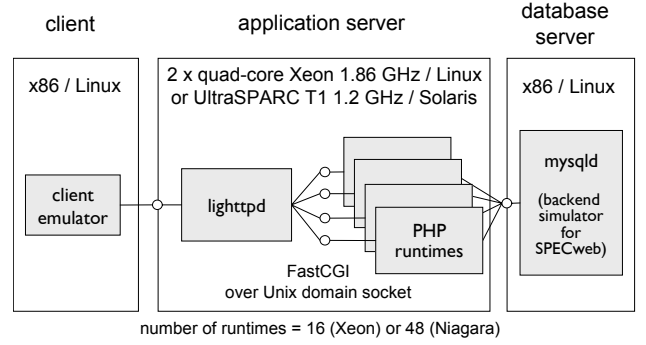 client
application server
database
server
x86 / Linux
2 x quad-core Xeon 1.86 GHz / Linux
or UltraSPARC T1 1.2 GHz / Solaris
x86 / Linux
client
emulator
lighttpd
PHP
runtimes
mysqld
(backend
simulator
for
SPECweb)
FastCGI
over Unix domain socket
number of runtimes = 16 (Xeon) or 48 (Niagara)